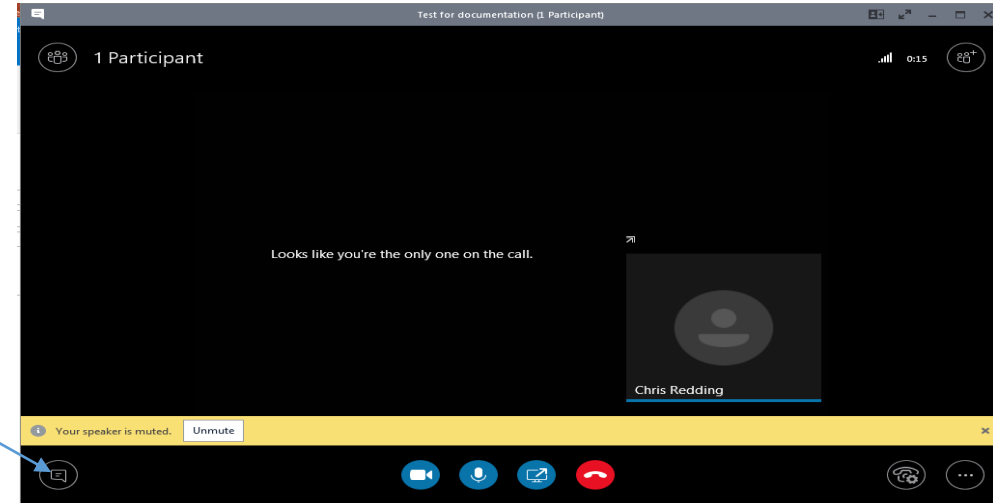 Test for documentation (1 Participant)
1 Participant
0:15
Looks like you're the only one on the call.
Chris Redding
Your speaker is muted. Unmute